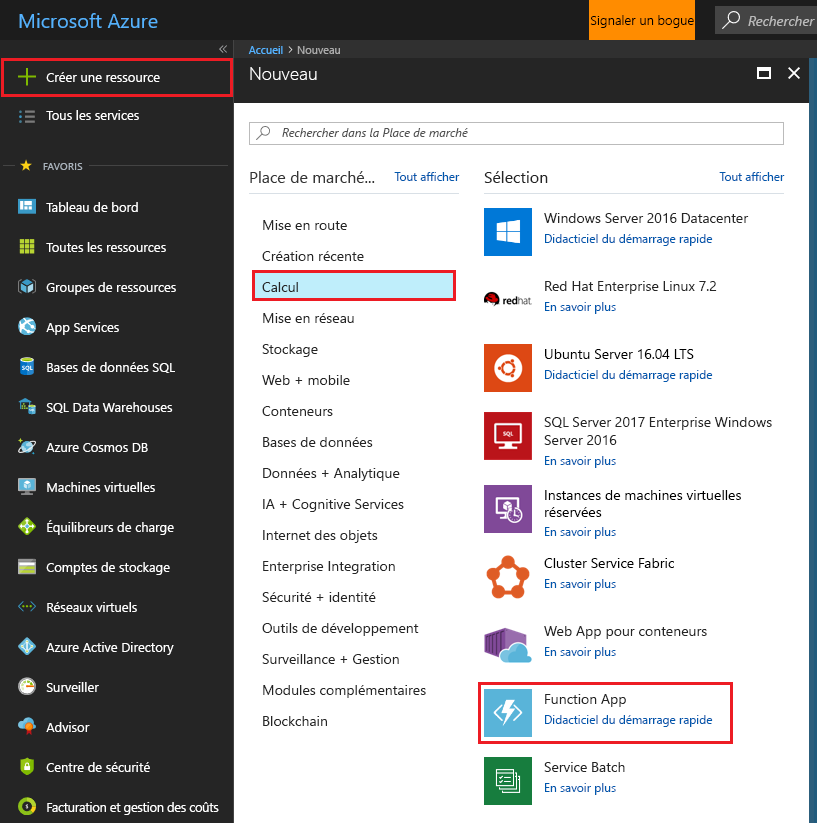 Microsoft Azure
Signaler un bogue
Rechercher
Créer une ressource
Tous les services
FAVORIS
Tableau de bord
Toutes les ressources
Groupes de ressources
App Services
Bases de données SQL
SQL Data Warehouses
Azure Cosmos DB
Machines virtuelles
Équilibreurs de charge
Comptes de stockage
Réseaux virtuels
Azure Active Directory
Surveiller
Advisor
Centre de sécurité
Facturation et gestion des coûts
Accueil > Nouveau
Nouveau
Rechercher dans la Place de marché
Place de marché... Tout afficher
Mise en route
Création récente
Calcul
Mise en réseau
Stockage
Web + mobile
Conteneurs
Bases de données
Données + Analytique
IA + Cognitive Services
Internet des objets
Enterprise Integration
Sécurité + identité
Outils de développement
Surveillance + Gestion
Modules complémentaires
Blockchain
Sélection Tout afficher
Windows Server 2016 Datacenter
Didacticiel du démarrage rapide
redhat
Red Hat Enterprise Linux 7.2
En savoir plus
Ubuntu Server 16.04 LTS
Didacticiel du démarrage rapide
SQL
SQL Server 2017 Enterprise Windows
Server 2016
En savoir plus
Instances de machines virtuelles
réservées
En savoir plus
Cluster Service Fabric
En savoir plus
Web App pour conteneurs
En savoir plus
Function App
Didacticiel du démarrage rapide
Service Batch
En savoir plus